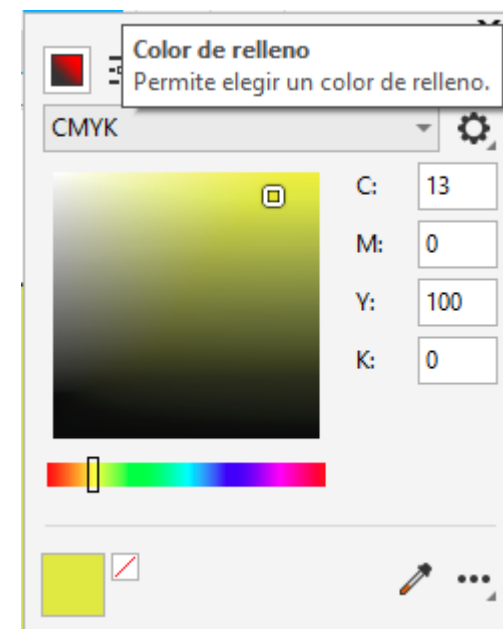 Color de relleno
Permite elegir un color de relleno.
CMYK
C: 13
M: 0
Y: 100
K: 0